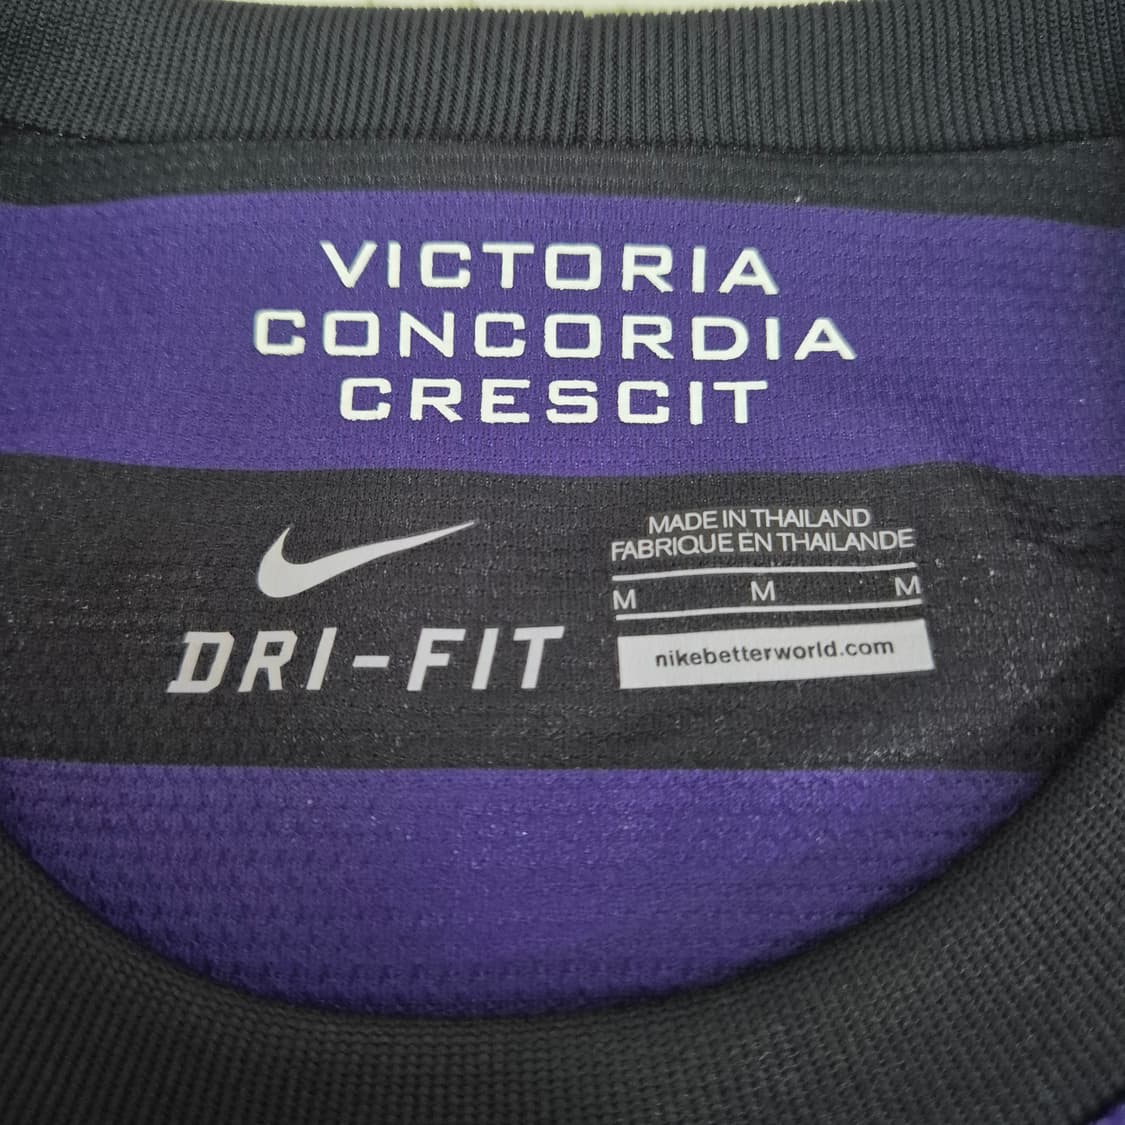 VICTORIA
CONCORDIA
CRESCIT
DRI-FIT
MADE IN THAILAND
FABRIQUE EN THAILANDE
M M M
nikebetterworld.com